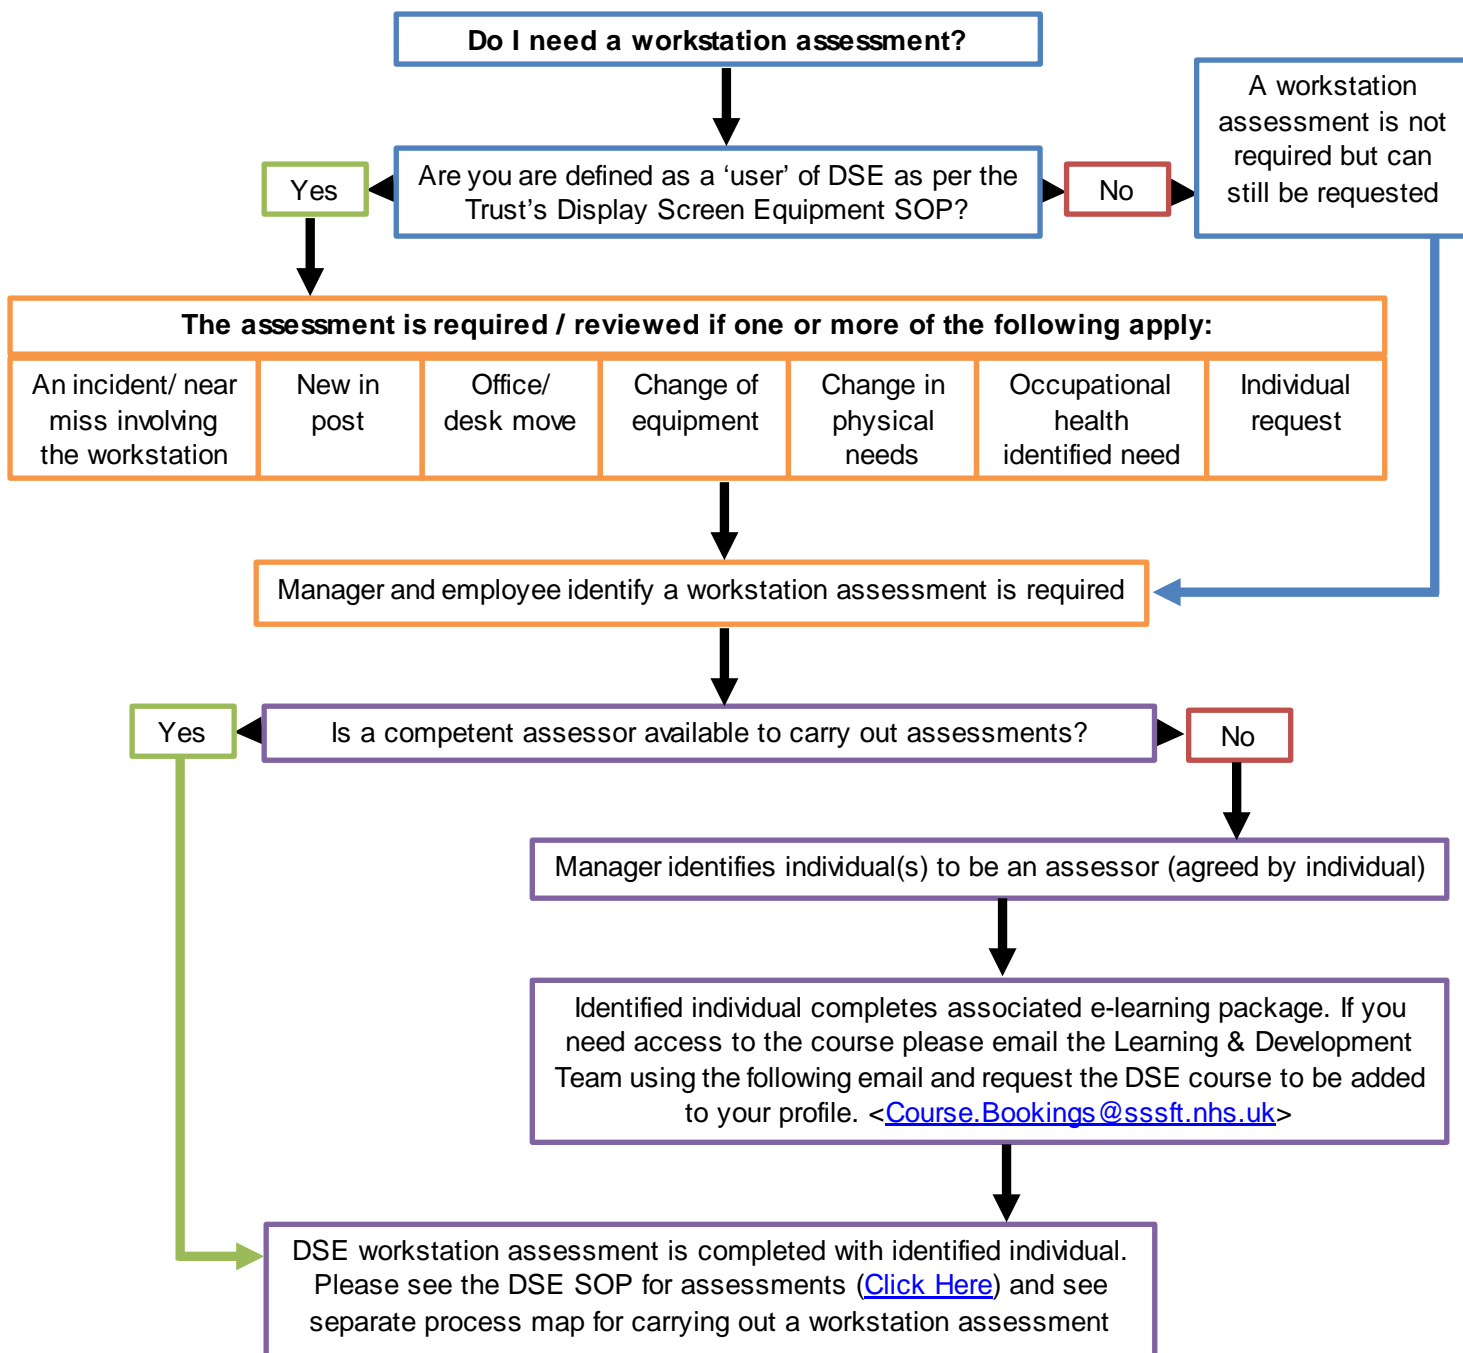 Do I need a workstation assessment?
A workstation
assessment is not
required but can
still be requested
Yes
Are you are defined as a ‘user’ of DSE as per the
Trust’s Display Screen Equipment SOP?
No
The assessment is required / reviewed if one or more of the following apply:
An incident/ near
miss involving
the workstation
New in
post
Office/
desk move
Change of
equipment
Change in
physical
needs
Occupational
health
identified need
Individual
request
Manager and employee identify a workstation assessment is required
Yes
Is a competent assessor available to carry out assessments?
No
Manager identifies individual(s) to be an assessor (agreed by individual)
Identified individual completes associated e-learning package. If you
need access to the course please email the Learning & Development
Team using the following email and request the DSE course to be added
to your profile. <Course.Bookings@sssft.nhs.uk>
DSE workstation assessment is completed with identified individual.
Please see the DSE SOP for assessments (Click Here) and see
separate process map for carrying out a workstation assessment